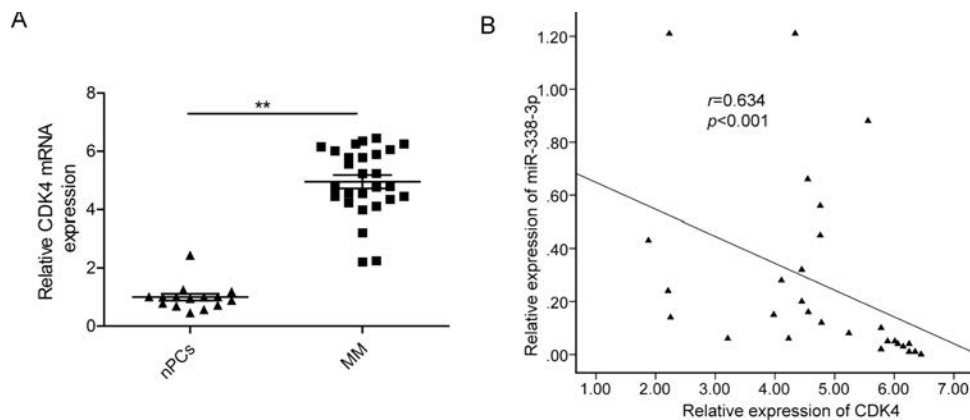 A
Relative CDK4 mRNA
expression
8
6
4
2
0
**
nPCs
MM
B
Relative expression of miR-338-3p
1.20
1.00
.80
.60
.40
.20
.00
r=0.634
p<0.001
1.00 2.00 3.00 4.00 5.00 6.00 7.00
Relative expression of CDK4